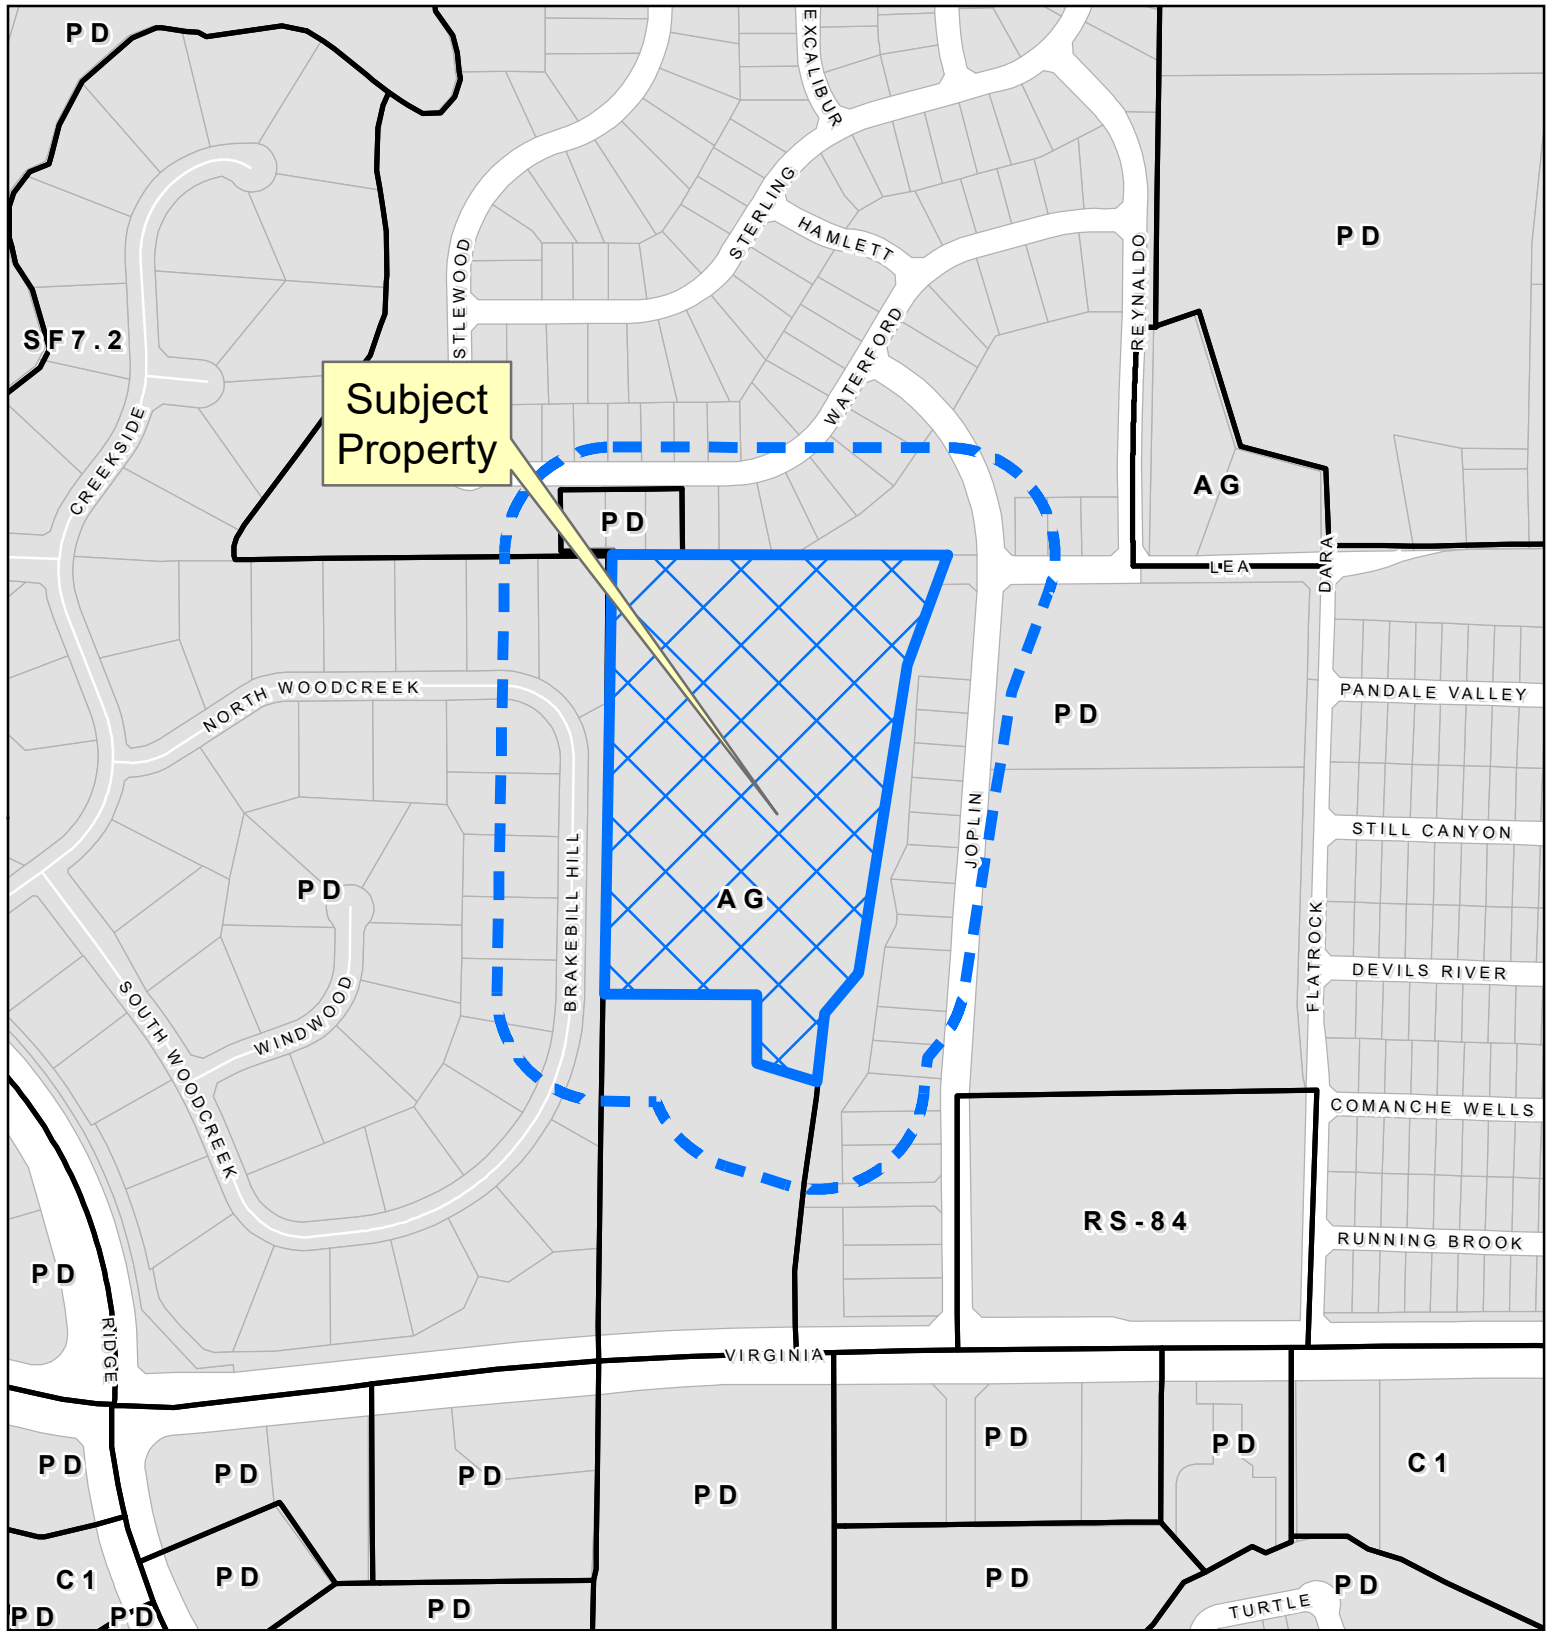 PD
EXCALIBUR
STERLING
HAMLETT
STLEWOOD
REYNALDO
PD
SF7.2
WATERFORD
Subject
Property
CREEKSIDE
AG
PD
LEA
DARA
NORTH WOODCREEK
PANDALE VALLEY
PD
JOPLIN
STILL CANYON
BRAKEBILL HILL
PD
AG
FLATROCK
DEVILS RIVER
SOUTH WOODCREEK
WINDWOOD
COMANCHE WELLS
RS-84
RUNNING BROOK
PD
RIDGE
VIRGINIA
PD
PD
PD
PD
PD
PD
C1
C1
PD
PD
PD
PD
PD
PD
PD
TURTLE